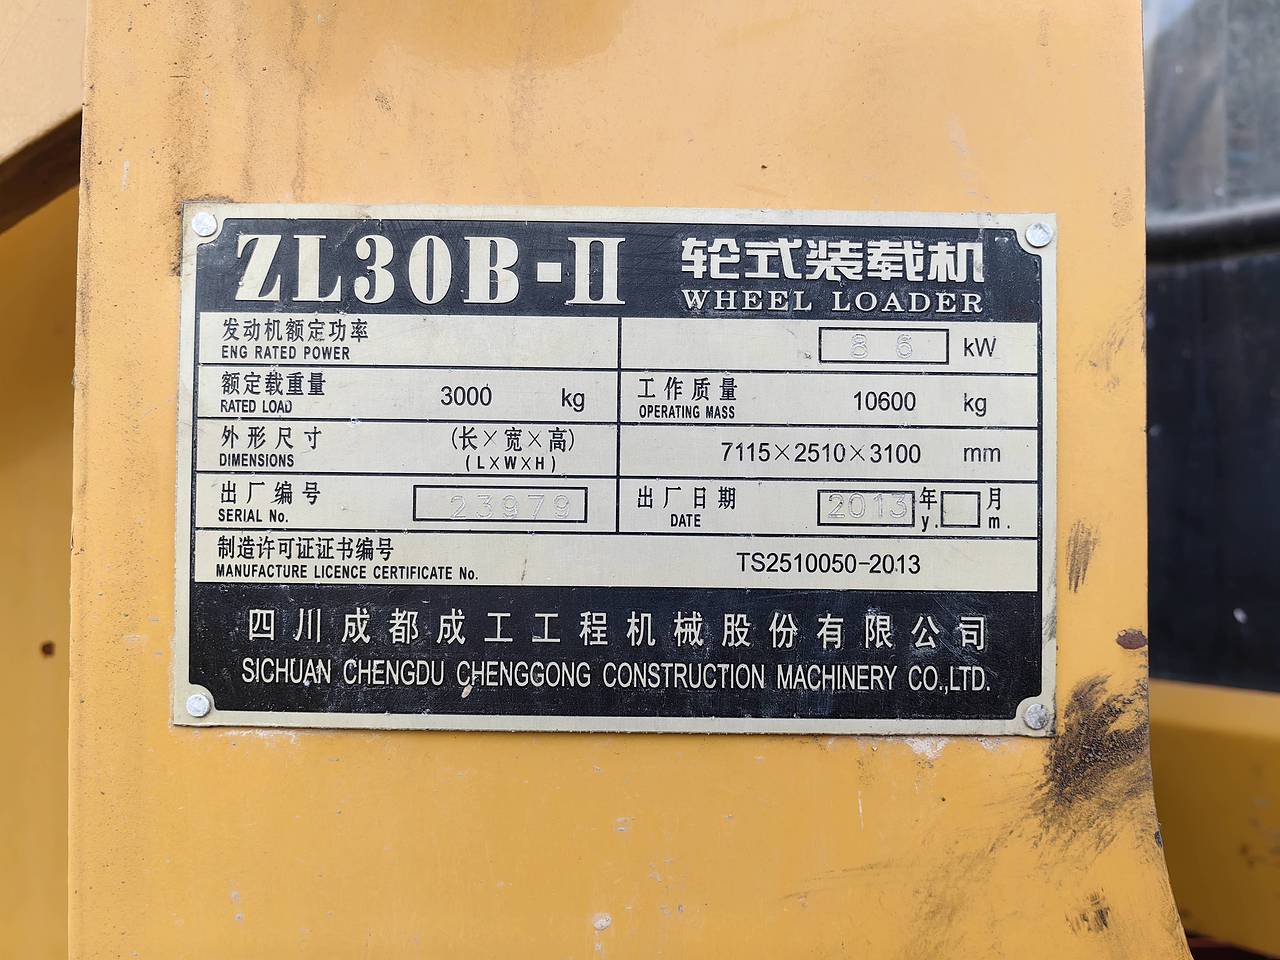 ZL30B-II 轮式装载机
WHEEL LOADER
发动机额定功率
ENG RATED POWER
86 kW
额定载重量
RATED LOAD
3000 kg
工作质量
OPERATING MASS
10600 kg
外形尺寸 (长×宽×高)
DIMENSIONS (L×W×H)
7115×2510×3100 mm
出厂编号
SERIAL No.
23979
出厂日期
DATE
2013 年 月
y. m.
制造许可证证书编号
MANUFACTURE LICENCE CERTIFICATE No.
TS2510050-2013
四川成都成工工程机械股份有限公司
SICHUAN CHENGDU CHENGGONG CONSTRUCTION MACHINERY CO.,LTD.